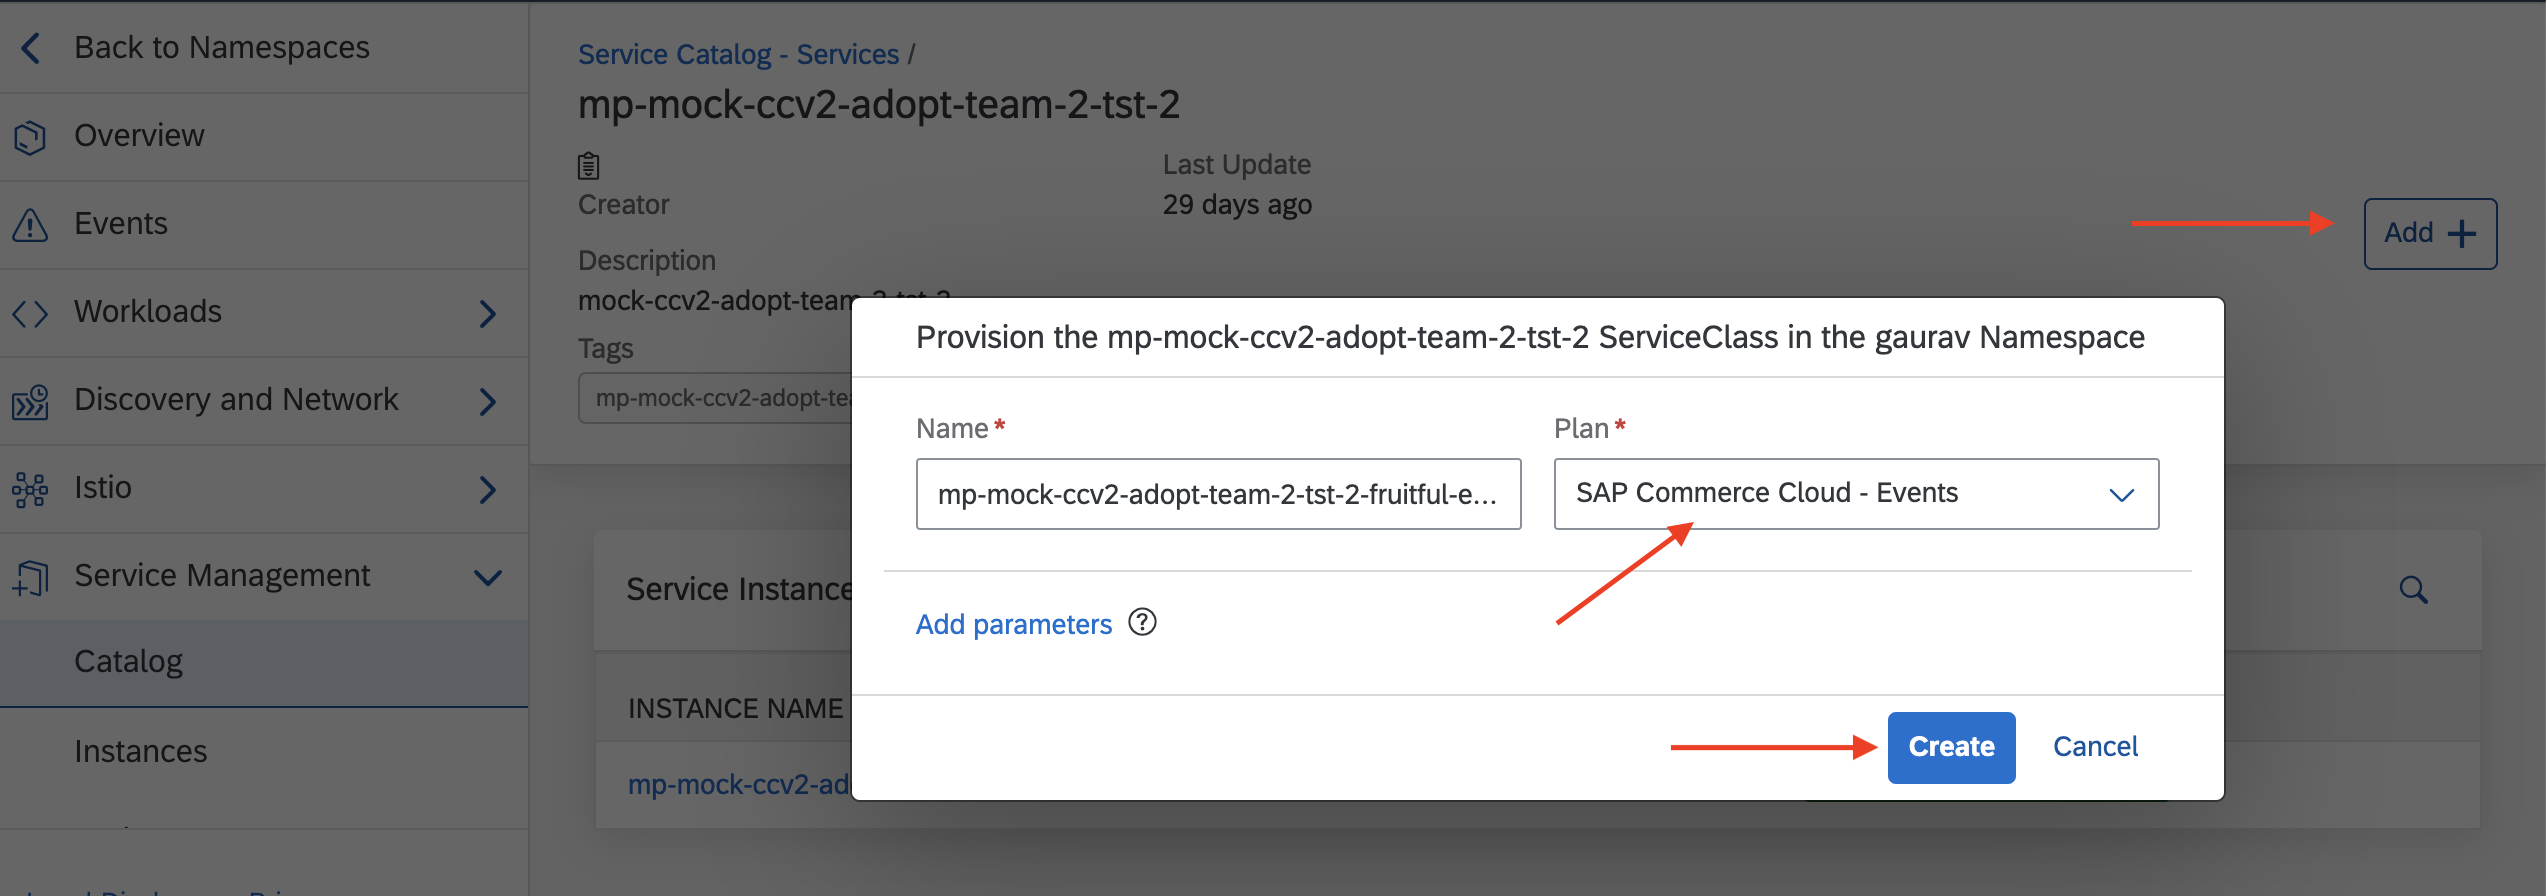 Back to Namespaces
Overview
Events
Workloads
Discovery and Network
Istio
Service Management
Catalog
Instances
Service Catalog - Services /
mp-mock-ccv2-adopt-team-2-tst-2
Creator
Last Update
29 days ago
Description
mock-ccv2-adopt-team-2-tst-2
Tags
mp-mock-ccv2-adopt-tea
Add
Service Instance
INSTANCE NAME
mp-mock-ccv2-ad
Provision the mp-mock-ccv2-adopt-team-2-tst-2 ServiceClass in the gaurav Namespace
Name *
mp-mock-ccv2-adopt-team-2-tst-2-fruitful-e...
Plan *
SAP Commerce Cloud - Events
Add parameters
Create
Cancel